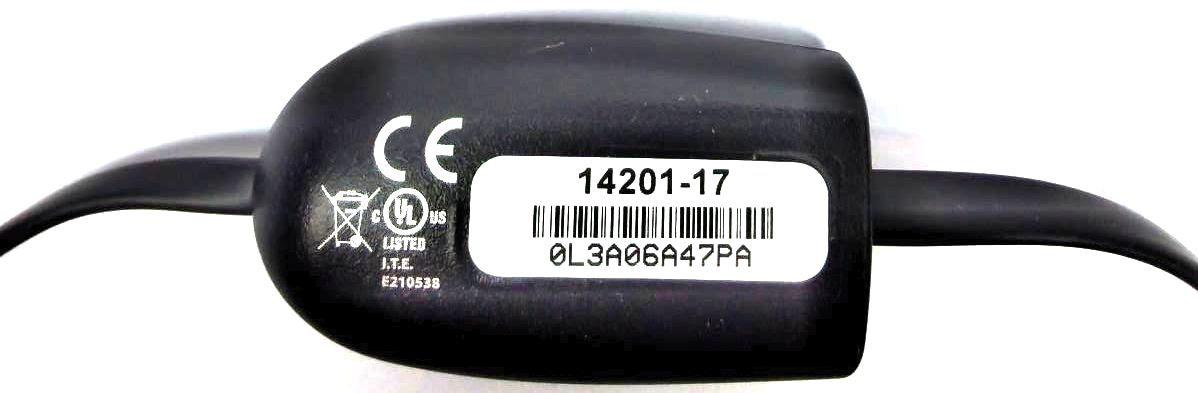 CE
C UL US
LISTED
I.T.E.
E210538
14201-17
0L3A06A47PA